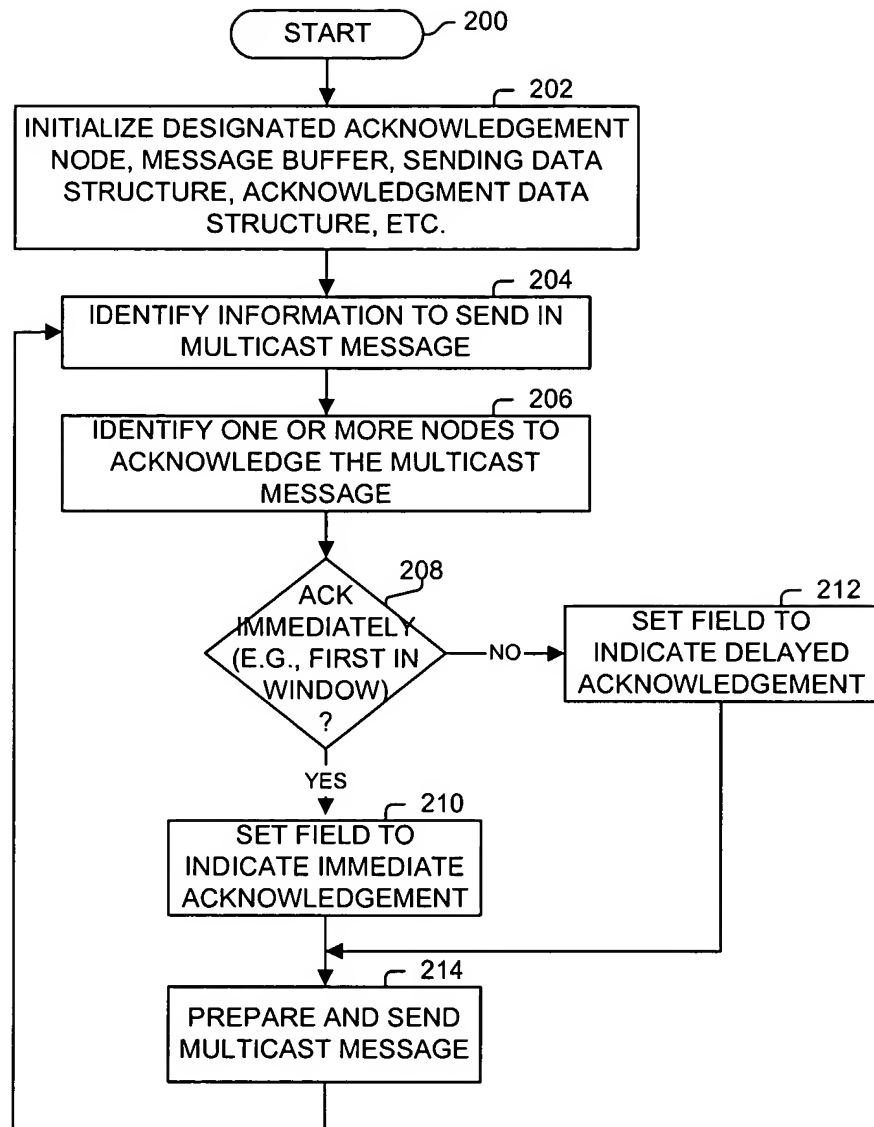 START
200
202
INITIALIZE DESIGNATED ACKNOWLEDGEMENT
NODE, MESSAGE BUFFER, SENDING DATA
STRUCTURE, ACKNOWLEDGMENT DATA
STRUCTURE, ETC.
204
IDENTIFY INFORMATION TO SEND IN
MULTICAST MESSAGE
206
IDENTIFY ONE OR MORE NODES TO
ACKNOWLEDGE THE MULTICAST
MESSAGE
208
ACK
IMMEDIATELY
(E.G., FIRST IN
WINDOW)
?
NO
212
SET FIELD TO
INDICATE DELAYED
ACKNOWLEDGEMENT
YES
210
SET FIELD TO
INDICATE IMMEDIATE
ACKNOWLEDGEMENT
214
PREPARE AND SEND
MULTICAST MESSAGE